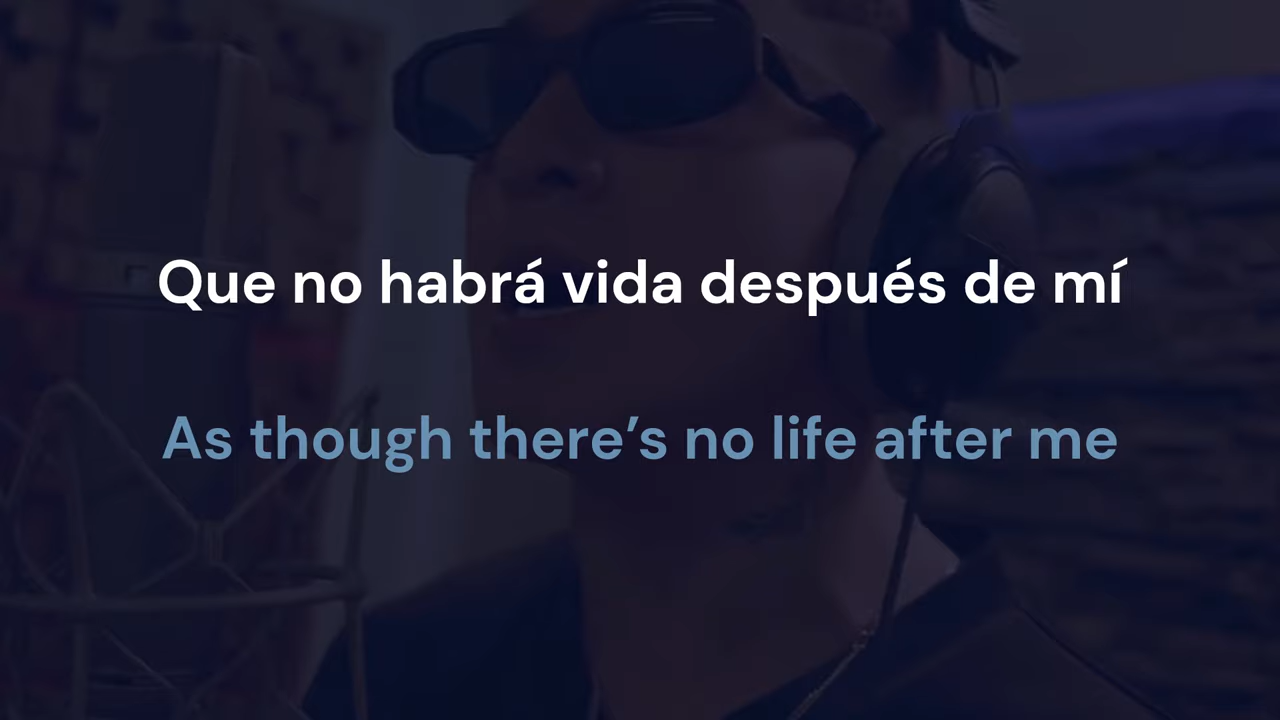 Que no habrá vida después de mí
As though there’s no life after me